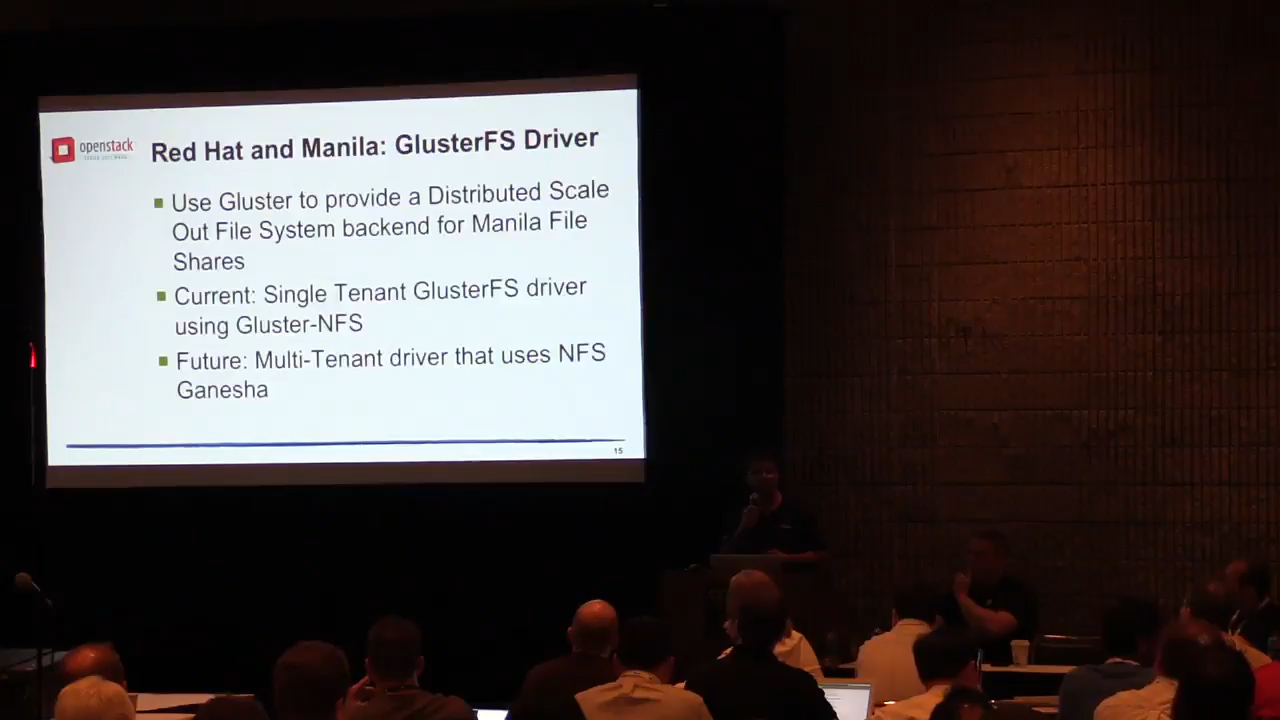 openstack
Red Hat and Manila: GlusterFS Driver
Use Gluster to provide a Distributed Scale
Out File System backend for Manila File
Shares
Current: Single Tenant GlusterFS driver
using Gluster-NFS
Future: Multi-Tenant driver that uses NFS
Ganesha
15